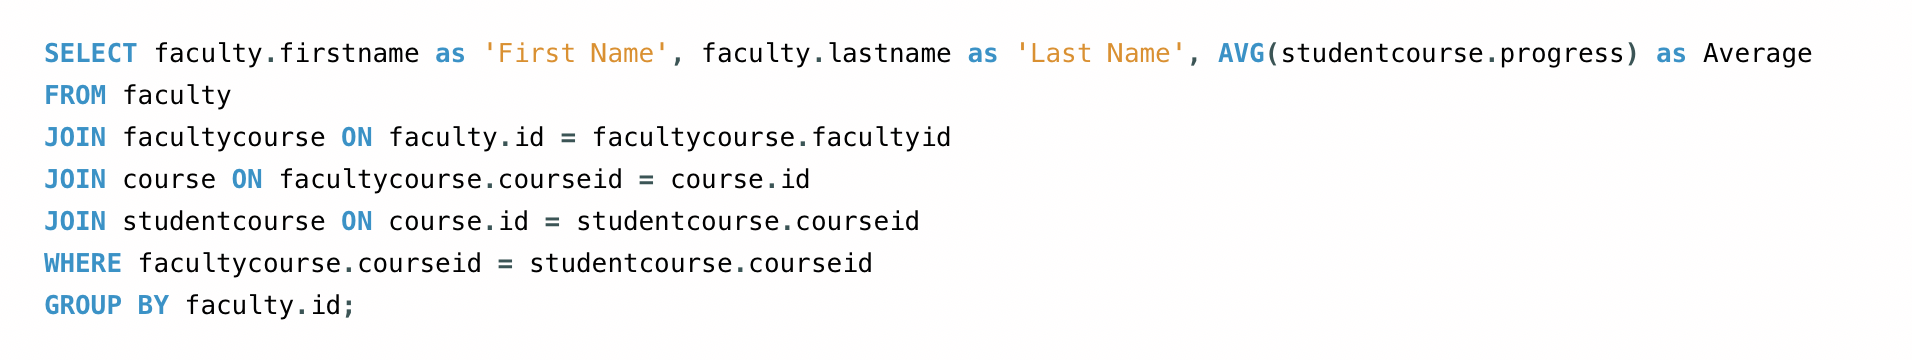 SELECT faculty.firstname as 'First Name', faculty.lastname as 'Last Name', AVG(studentcourse.progress) as Average
FROM faculty
JOIN facultycourse ON faculty.id = facultycourse.facultyid
JOIN course ON facultycourse.courseid = course.id
JOIN studentcourse ON course.id = studentcourse.courseid
WHERE facultycourse.courseid = studentcourse.courseid
GROUP BY faculty.id;